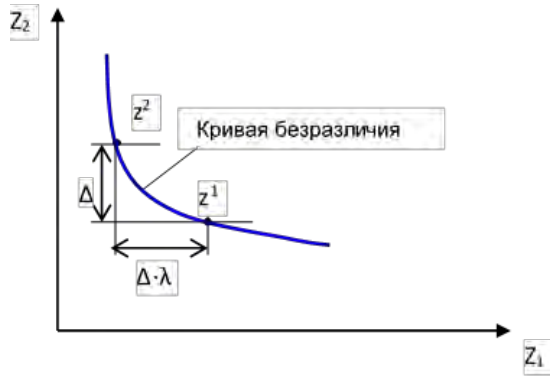 Z₂
z²
Кривая безразличия
Δ
z¹
Δ·λ
Z₁